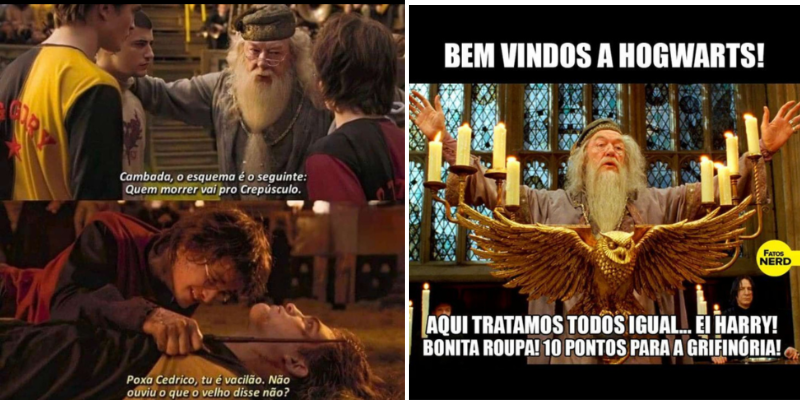 Cambada, o esquema é o seguinte:
Quem morrer vai pro Crepúsculo.
Poxa Cedrico, tu é vacilão. Não
ouviu o que o velho disse não?
BEM VINDOS A HOGWARTS!
FATOS
NERD
AQUI TRATAMOS TODOS IGUAL... EI HARRY!
BONITA ROUPA! 10 PONTOS PARA A GRIFINÓRIA!